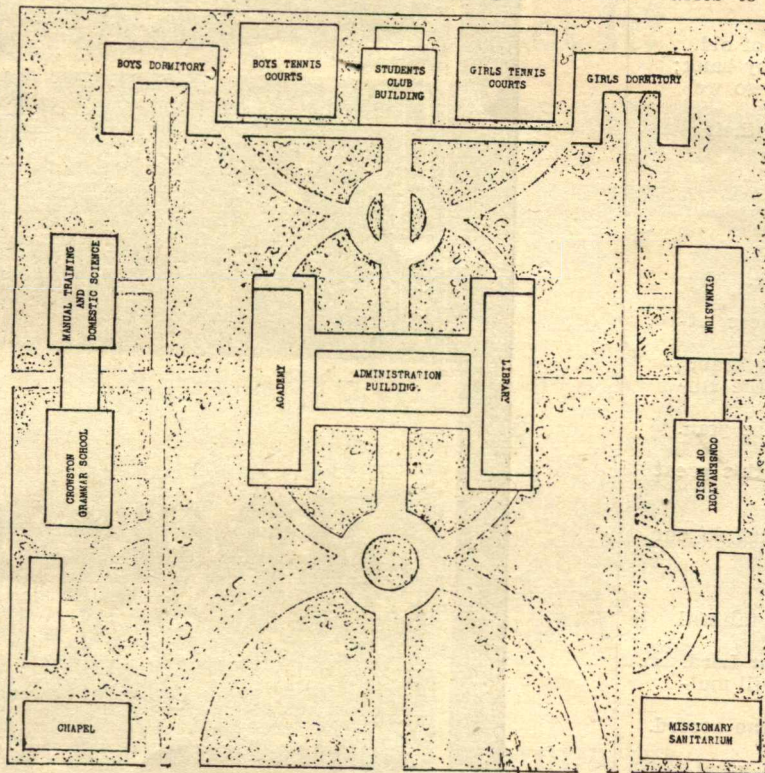 BOYS DORMITORY
BOYS TENNIS
COURTS
STUDENTS
CLUB
BUILDING
GIRLS TENNIS
COURTS
GIRLS DORMITORY
MANUAL TRAINING
AND
DOMESTIC SCIENCE
GYMNASIUM
ACADEMY
ADMINISTRATION
BUILDING.
LIBRARY
CROWSTON
GRAMMAR SCHOOL
CONSERVATORY
OF MUSIC
CHAPEL
MISSIONARY
SANITARIUM